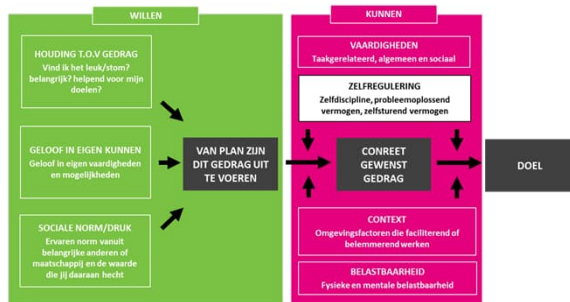 WILLEN
HOUDING T.O.V GEDRAG
Vind ik het leuk/stom?
belangrijk? helpend voor mijn
doelen?
GELOOF IN EIGEN KUNNEN
Geloof in eigen vaardigheden
en mogelijkheden
SOCIALE NORM/DRUK
Ervaren norm vanuit
belangrijke anderen of
maatschappij en de waarde
die jij daaraan hecht
VAN PLAN ZIJN
DIT GEDRAG UIT
TE VOEREN
KUNNEN
VAARDIGHEDEN
Taakgerelateerd, algemeen en sociaal
ZELFREGULERING
Zelfdiscipline, probleemoplossend
vermogen, zelfsturend vermogen
CONREET
GEWENST
GEDRAG
CONTEXT
Omgevingsfactoren die faciliterend of
belemmerend werken
BELASTBAARHEID
Fysieke en mentale belastbaarheid
DOEL